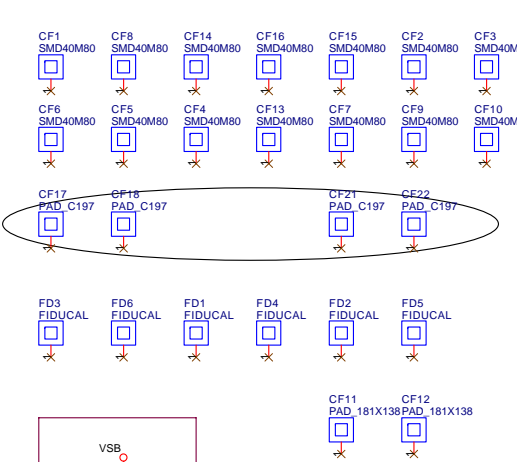 CF1 CF8 CF14 CF16 CF15 CF2 CF3
SMD40M80 SMD40M80 SMD40M80 SMD40M80 SMD40M80 SMD40M80 SMD40M
CF6 CF5 CF4 CF13 CF7 CF9 CF10
SMD40M80 SMD40M80 SMD40M80 SMD40M80 SMD40M80 SMD40M80 SMD40M
CF17 CF18 CF21 CF22
PAD_C197 PAD_C197 PAD_C197 PAD_C197
FD3 FD6 FD1 FD4 FD2 FD5
FIDUCAL FIDUCAL FIDUCAL FIDUCAL FIDUCAL FIDUCAL
CF11 CF12
PAD_181X138 PAD_181X138
VSB